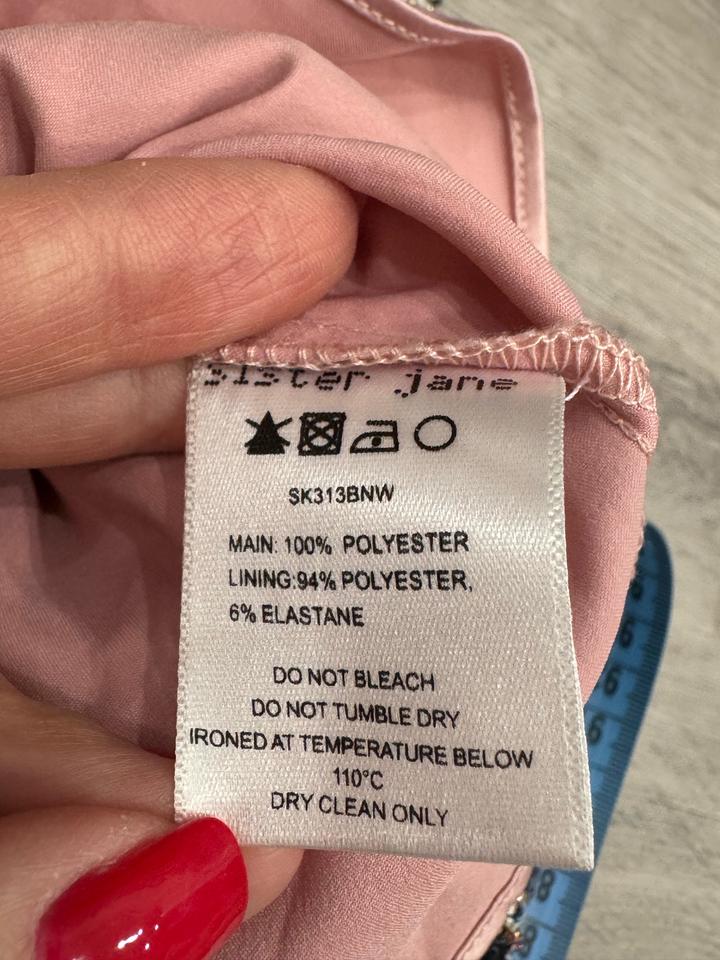 sister jane
SK313BNW
MAIN: 100% POLYESTER
LINING:94% POLYESTER,
6% ELASTANE
DO NOT BLEACH
DO NOT TUMBLE DRY
IRONED AT TEMPERATURE BELOW
110°C
DRY CLEAN ONLY